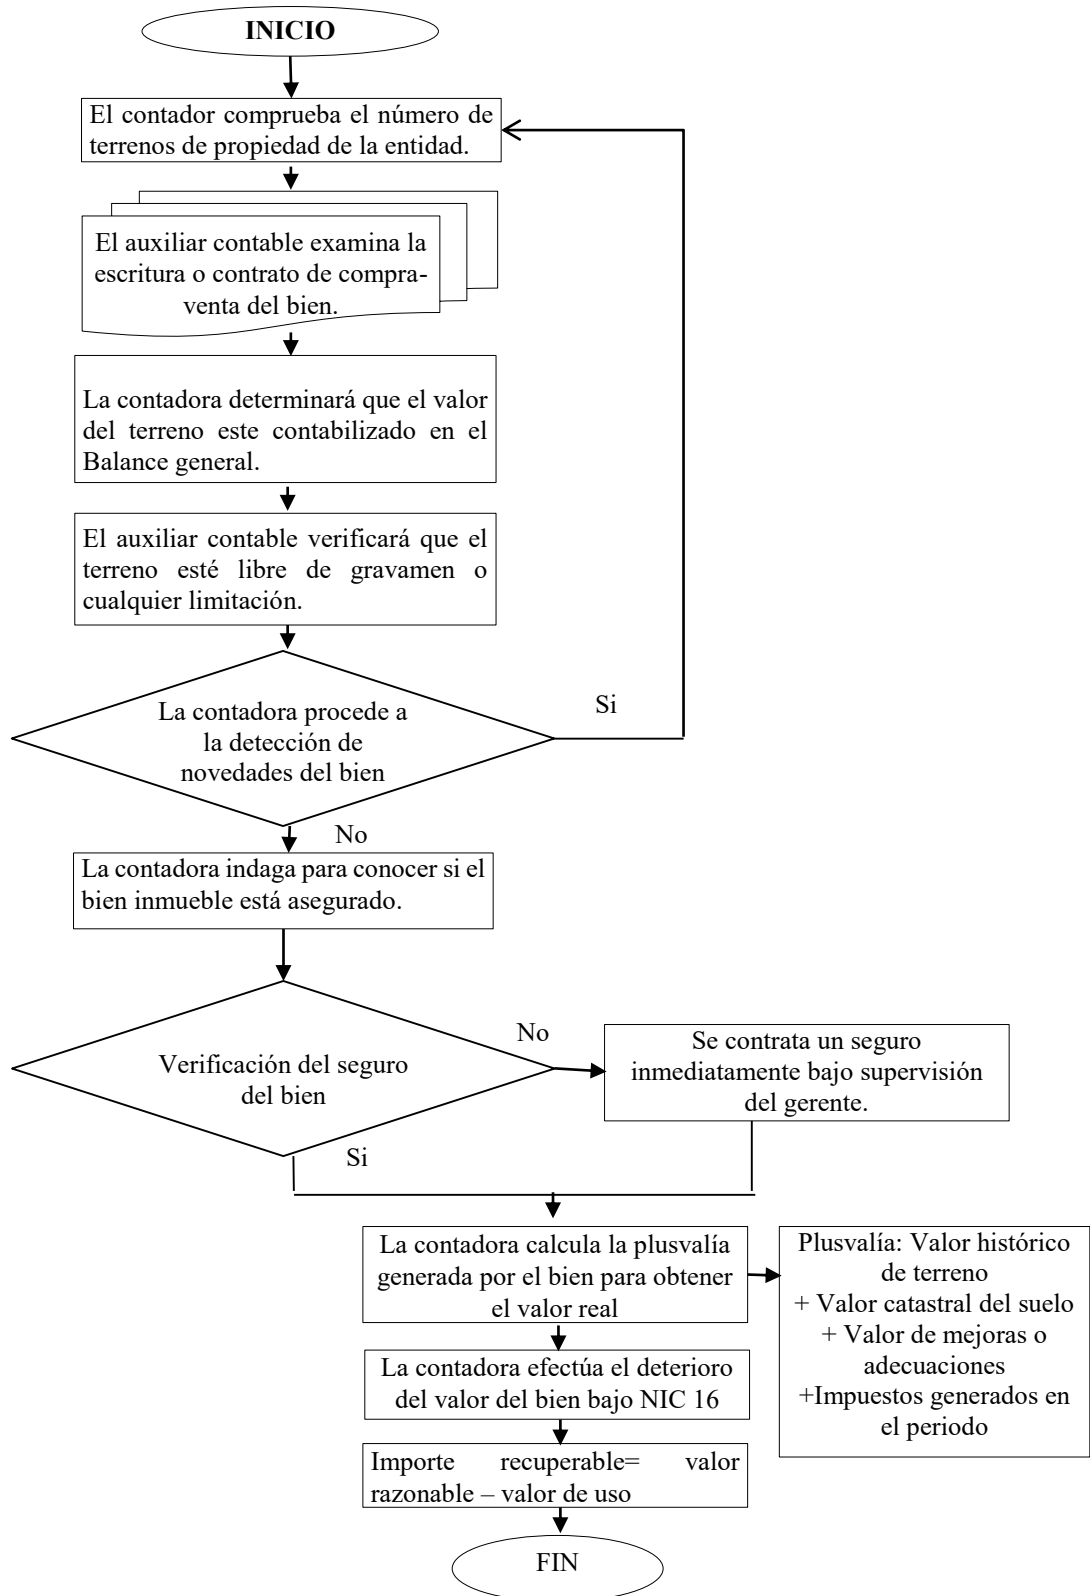 INICIO
El contador comprueba el número de
terrenos de propiedad de la entidad.
El auxiliar contable examina la
escritura o contrato de compra-
venta del bien.
La contadora determinará que el valor
del terreno este contabilizado en el
Balance general.
El auxiliar contable verificará que el
terreno esté libre de gravamen o
cualquier limitación.
Si
La contadora procede a
la detección de
novedades del bien
No
La contadora indaga para conocer si el
bien inmueble está asegurado.
No
Verificación del seguro
del bien
Se contrata un seguro
inmediatamente bajo supervisión
del gerente.
Si
La contadora calcula la plusvalía
generada por el bien para obtener
el valor real
Plusvalía: Valor histórico
de terreno
+ Valor catastral del suelo
+ Valor de mejoras o
adecuaciones
+Impuestos generados en
el periodo
La contadora efectúa el deterioro
del valor del bien bajo NIC 16
Importe recuperable= valor
razonable – valor de uso
FIN